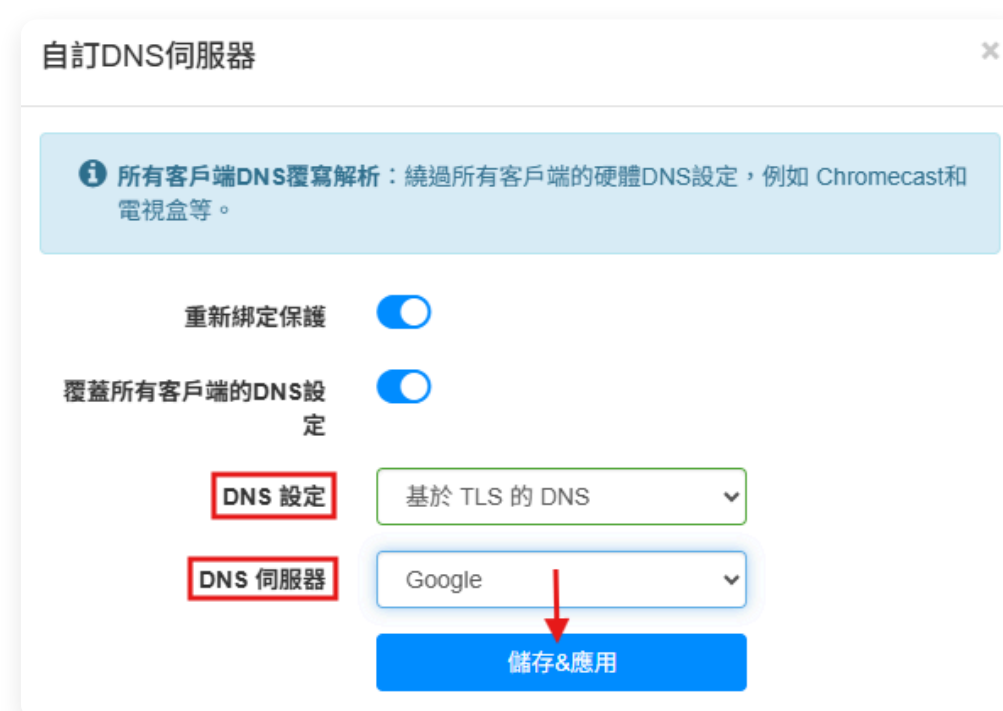 自訂DNS伺服器
×
所有客戶端DNS覆寫解析：繞過所有客戶端的硬體DNS設定，例如 Chromecast和
電視盒等。
重新綁定保護
覆蓋所有客戶端的DNS設
定
DNS 設定
基於 TLS 的 DNS
DNS 伺服器
Google
儲存&應用